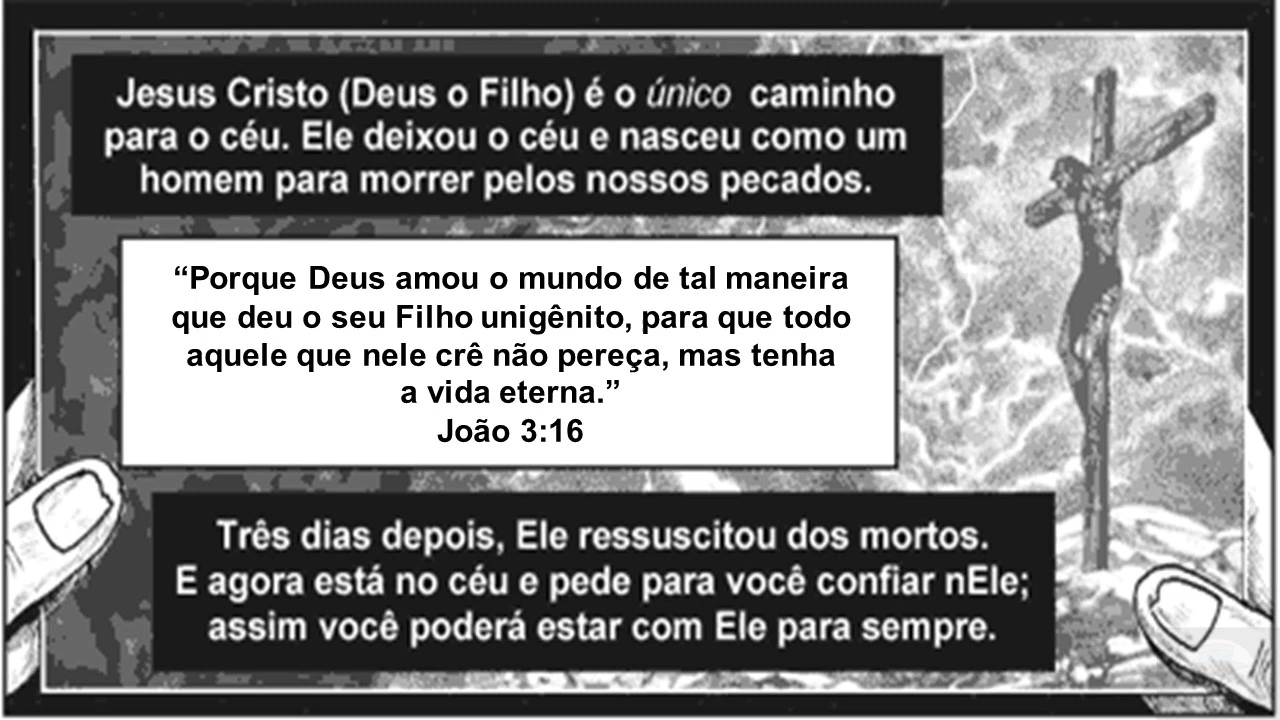 Jesus Cristo (Deus o Filho) é o único caminho
para o céu. Ele deixou o céu e nasceu como um
homem para morrer pelos nossos pecados.
“Porque Deus amou o mundo de tal maneira
que deu o seu Filho unigênito, para que todo
aquele que nele crê não pereça, mas tenha
a vida eterna.”
João 3:16
Três dias depois, Ele ressuscitou dos mortos.
E agora está no céu e pede para você confiar nEle;
assim você poderá estar com Ele para sempre.